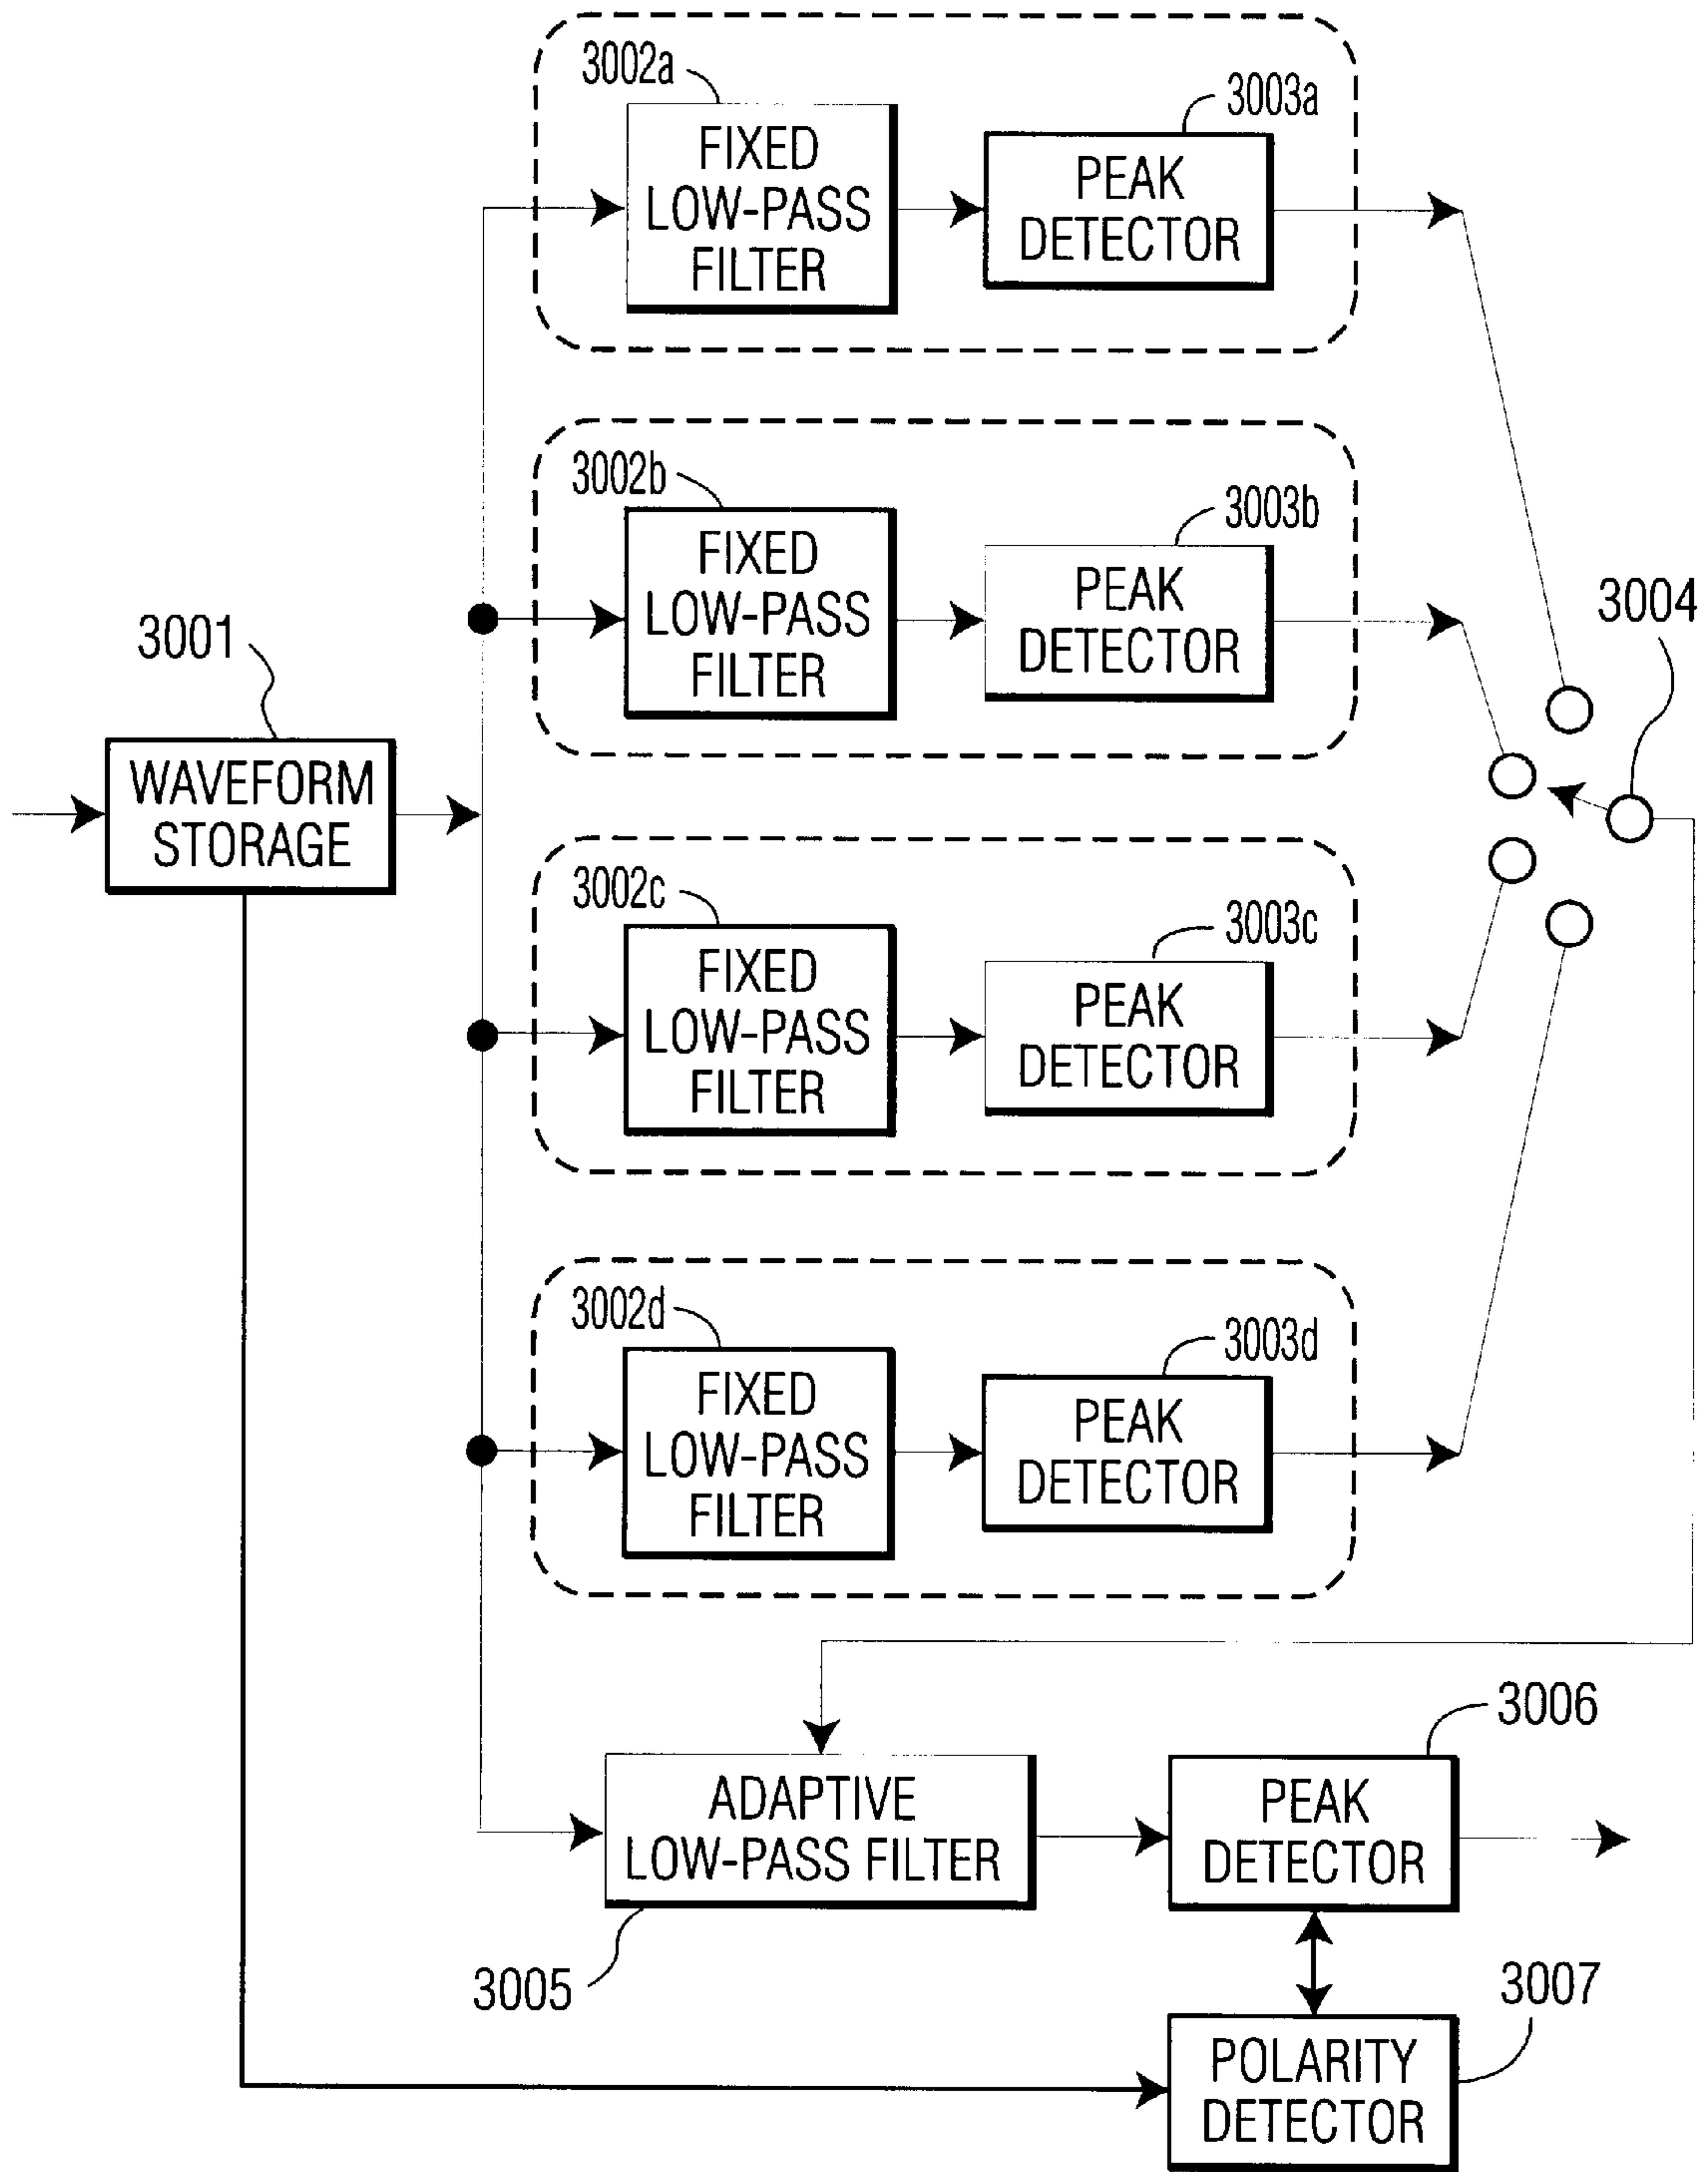 3002a
FIXED
LOW-PASS
FILTER
3003a
PEAK
DETECTOR
3002b
FIXED
LOW-PASS
FILTER
3003b
PEAK
DETECTOR
3004
3001
WAVEFORM
STORAGE
3002c
FIXED
LOW-PASS
FILTER
3003c
PEAK
DETECTOR
3002d
FIXED
LOW-PASS
FILTER
3003d
PEAK
DETECTOR
ADAPTIVE
LOW-PASS FILTER
3005
3006
PEAK
DETECTOR
3007
POLARITY
DETECTOR